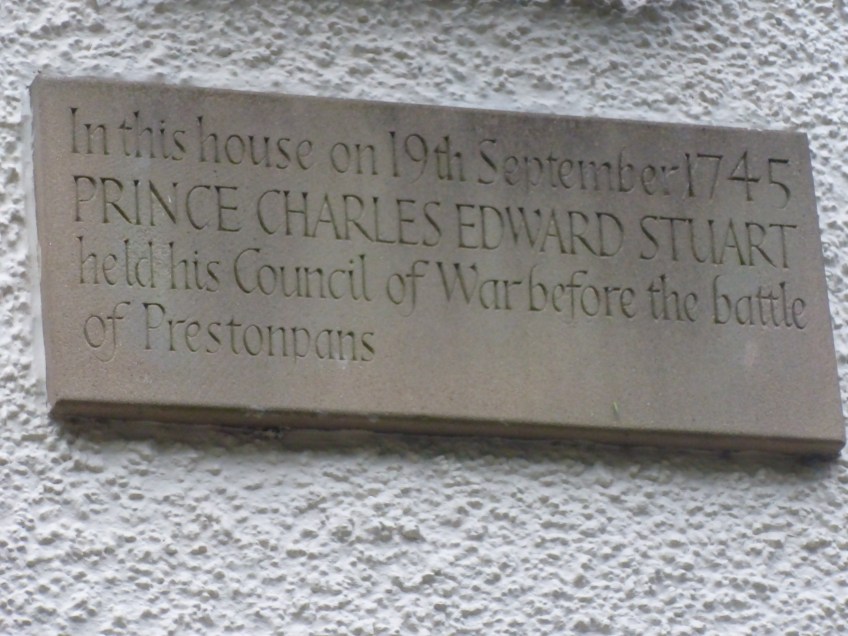 In this house on 19th September 1745
PRINCE CHARLES EDWARD STUART
held his Council of War before the battle
of Prestonpans